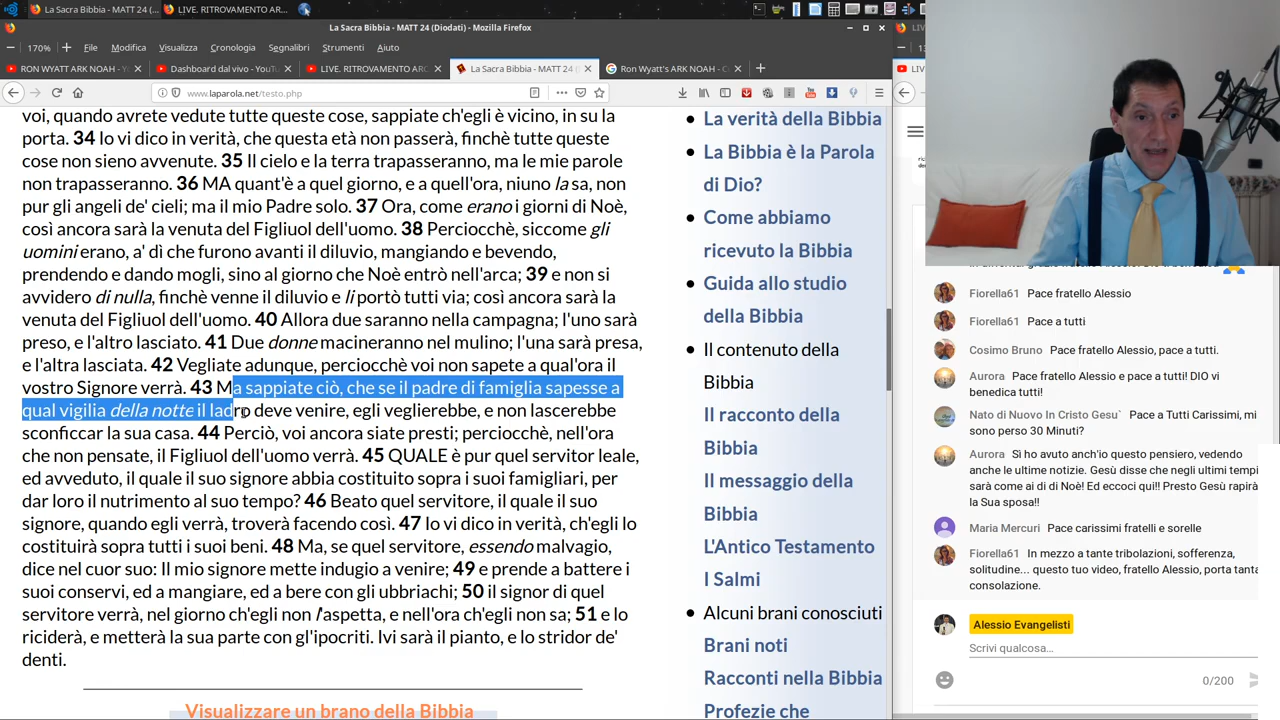 La Sacra Bibbia - MATT 24 (Di
LIVE. RITROVAMENTO AR
La Sacra Bibbia - MATT 24 (Diodati) - Mozilla Firefox
170%
File
Modifica
Visualizza
Cronologia
Segnalibri
Strumenti
Aiuto
RON WYATT ARK NOAH - Y
Dashboard dal vivo - YouTu
LIVE. RITROVAMENTO ARC
La Sacra Bibbia - MATT 24 (D
Ron Wyatt's ARK NOAH - C
www.laparola.net/testo.php
voi, quando avrete vedute tutte queste cose, sappiate ch'egli è vicino, in su la
porta. 34 Io vi dico in verità, che questa età non passerà, finchè tutte queste
cose non sieno avvenute. 35 Il cielo e la terra trapasseranno, ma le mie parole
non trapasseranno. 36 MA quant'è a quel giorno, e a quell'ora, niuno la sa, non
pur gli angeli de' cieli; ma il mio Padre solo. 37 Ora, come erano i giorni di Noè,
così ancora sarà la venuta del Figliuol dell'uomo. 38 Perciocchè, siccome gli
uomini erano, a' dì che furono avanti il diluvio, mangiando e bevendo,
prendendo e dando mogli, sino al giorno che Noè entrò nell'arca; 39 e non si
avvidero di nulla, finchè venne il diluvio e li portò tutti via; così ancora sarà la
venuta del Figliuol dell'uomo. 40 Allora due saranno nella campagna; l'uno sarà
preso, e l'altro lasciato. 41 Due donne macineranno nel mulino; l'una sarà presa,
e l'altra lasciata. 42 Vegliate adunque, perciocchè voi non sapete a qual'ora il
vostro Signore verrà. 43 Ma sappiate ciò, che se il padre di famiglia sapesse a
qual vigilia della notte il ladro deve venire, egli veglierebbe, e non lascerebbe
sconficcar la sua casa. 44 Perciò, voi ancora siate presti; perciocchè, nell'ora
che non pensate, il Figliuol dell'uomo verrà. 45 QUALE è pur quel servitor leale,
ed avveduto, il quale il suo signore abbia costituito sopra i suoi famigliari, per
dar loro il nutrimento al suo tempo? 46 Beato quel servitore, il quale il suo
signore, quando egli verrà, troverà facendo così. 47 Io vi dico in verità, ch'egli lo
costituirà sopra tutti i suoi beni. 48 Ma, se quel servitore, essendo malvagio,
dice nel cuor suo: Il mio signore mette indugio a venire; 49 e prende a battere i
suoi conservi, ed a mangiare, ed a bere con gli ubbriachi; 50 il signor di quel
servitore verrà, nel giorno ch'egli non l'aspetta, e nell'ora ch'egli non sa; 51 e lo
riciderà, e metterà la sua parte con gl'ipocriti. Ivi sarà il pianto, e lo stridor de'
denti.
Visualizzare un brano della Bibbia
La verità della Bibbia
La Bibbia è la Parola
di Dio?
Come abbiamo
ricevuto la Bibbia
Guida allo studio
della Bibbia
Il contenuto della
Bibbia
Il racconto della
Bibbia
Il messaggio della
Bibbia
L'Antico Testamento
I Salmi
Alcuni brani conosciuti
Brani noti
Racconti nella Bibbia
Profezie che
Fiorella61 Pace fratello Alessio
Fiorella61 Pace a tutti
Cosimo Bruno Pace fratello Alessio, pace a tutti.
Aurora Pace fratello Alessio e pace a tutti! DIO vi
benedica!
Nato di Nuovo In Cristo Gesu` Pace a Tutti Carissimi, mi
sono perso 30 Minuti?
Aurora Sì ho avuto anch'io questo pensiero, vedendo
anche le ultime notizie. Gesù disse che negli ultimi tempi
sarà come ai di di Noè! Ed eccoci qui!! Presto Gesù rapirà
la Sua sposa!!
Maria Mercuri Pace carissimi fratelli e sorelle
Fiorella61 In mezzo a tante tribolazioni, sofferenza,
solitudine... questo tuo video, fratello Alessio, porta tanta
consolazione.
Alessio Evangelisti
Scrivi qualcosa...
0/200